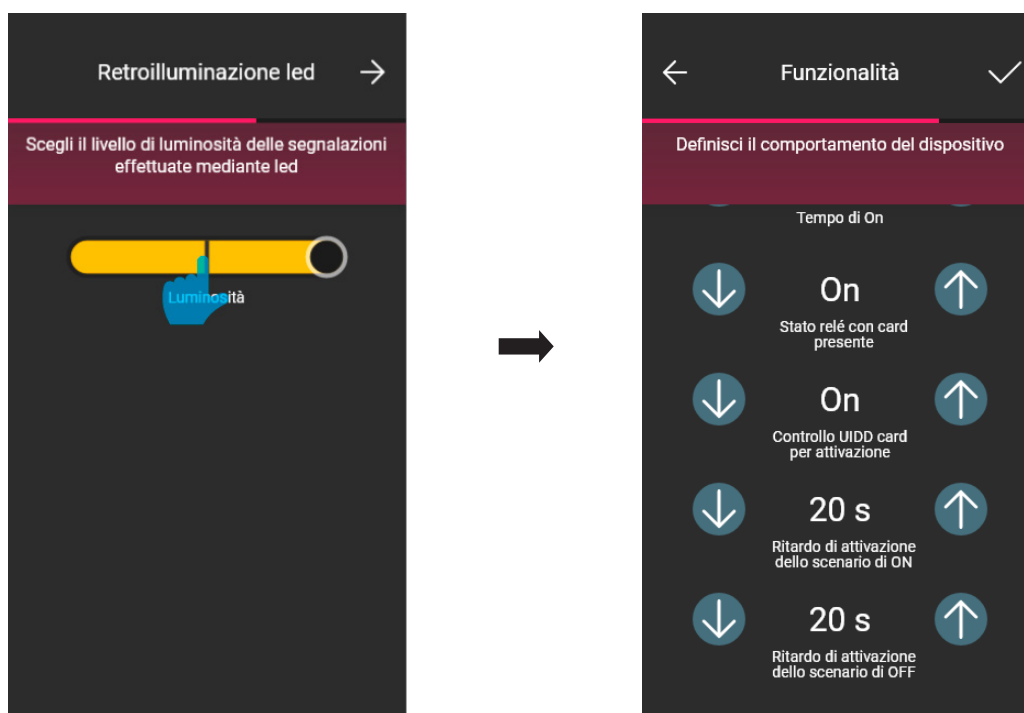 Retroilluminazione led
Scegli il livello di luminosità delle segnalazioni
effettuate mediante led
Luminosità
Funzionalità
Definisci il comportamento del dispositivo
Tempo di On
On
Stato relé con card
presente
On
Controllo UIDD card
per attivazione
20 s
Ritardo di attivazione
dello scenario di ON
20 s
Ritardo di attivazione
dello scenario di OFF